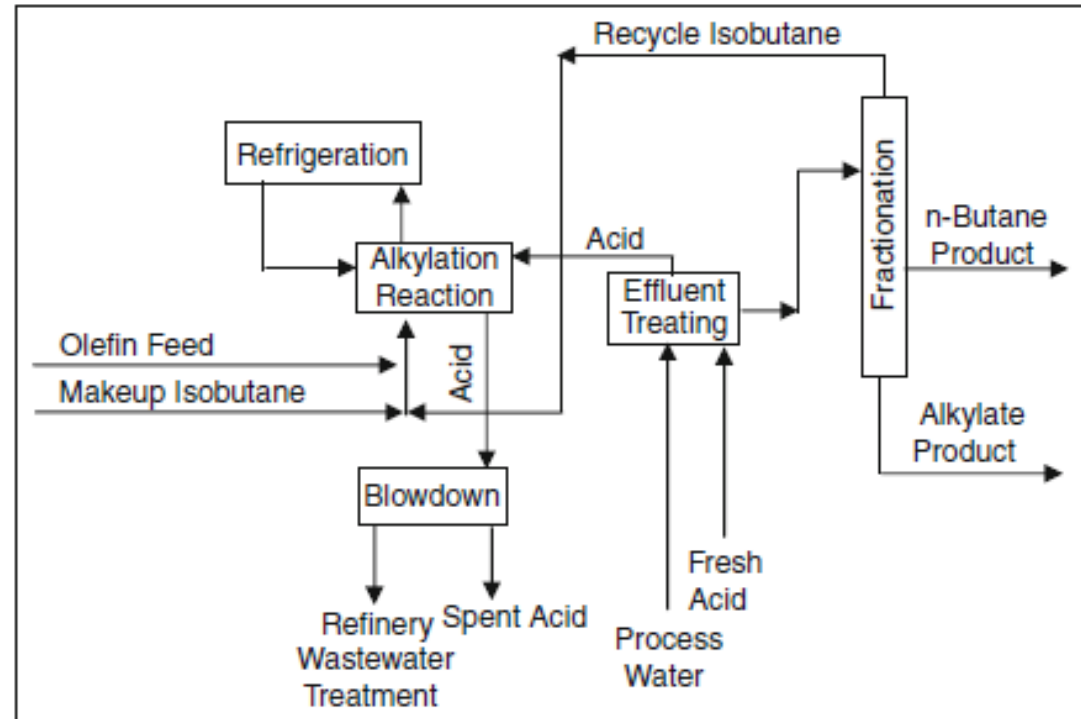 Recycle Isobutane
Refrigeration
Fractionation
n-Butane
Product
Acid
Alkylation
Reaction
Effluent
Treating
Olefin Feed
Makeup Isobutane
Acid
Alkylate
Product
Blowdown
Fresh
Acid
Refinery
Wastewater
Treatment
Spent Acid
Process
Water